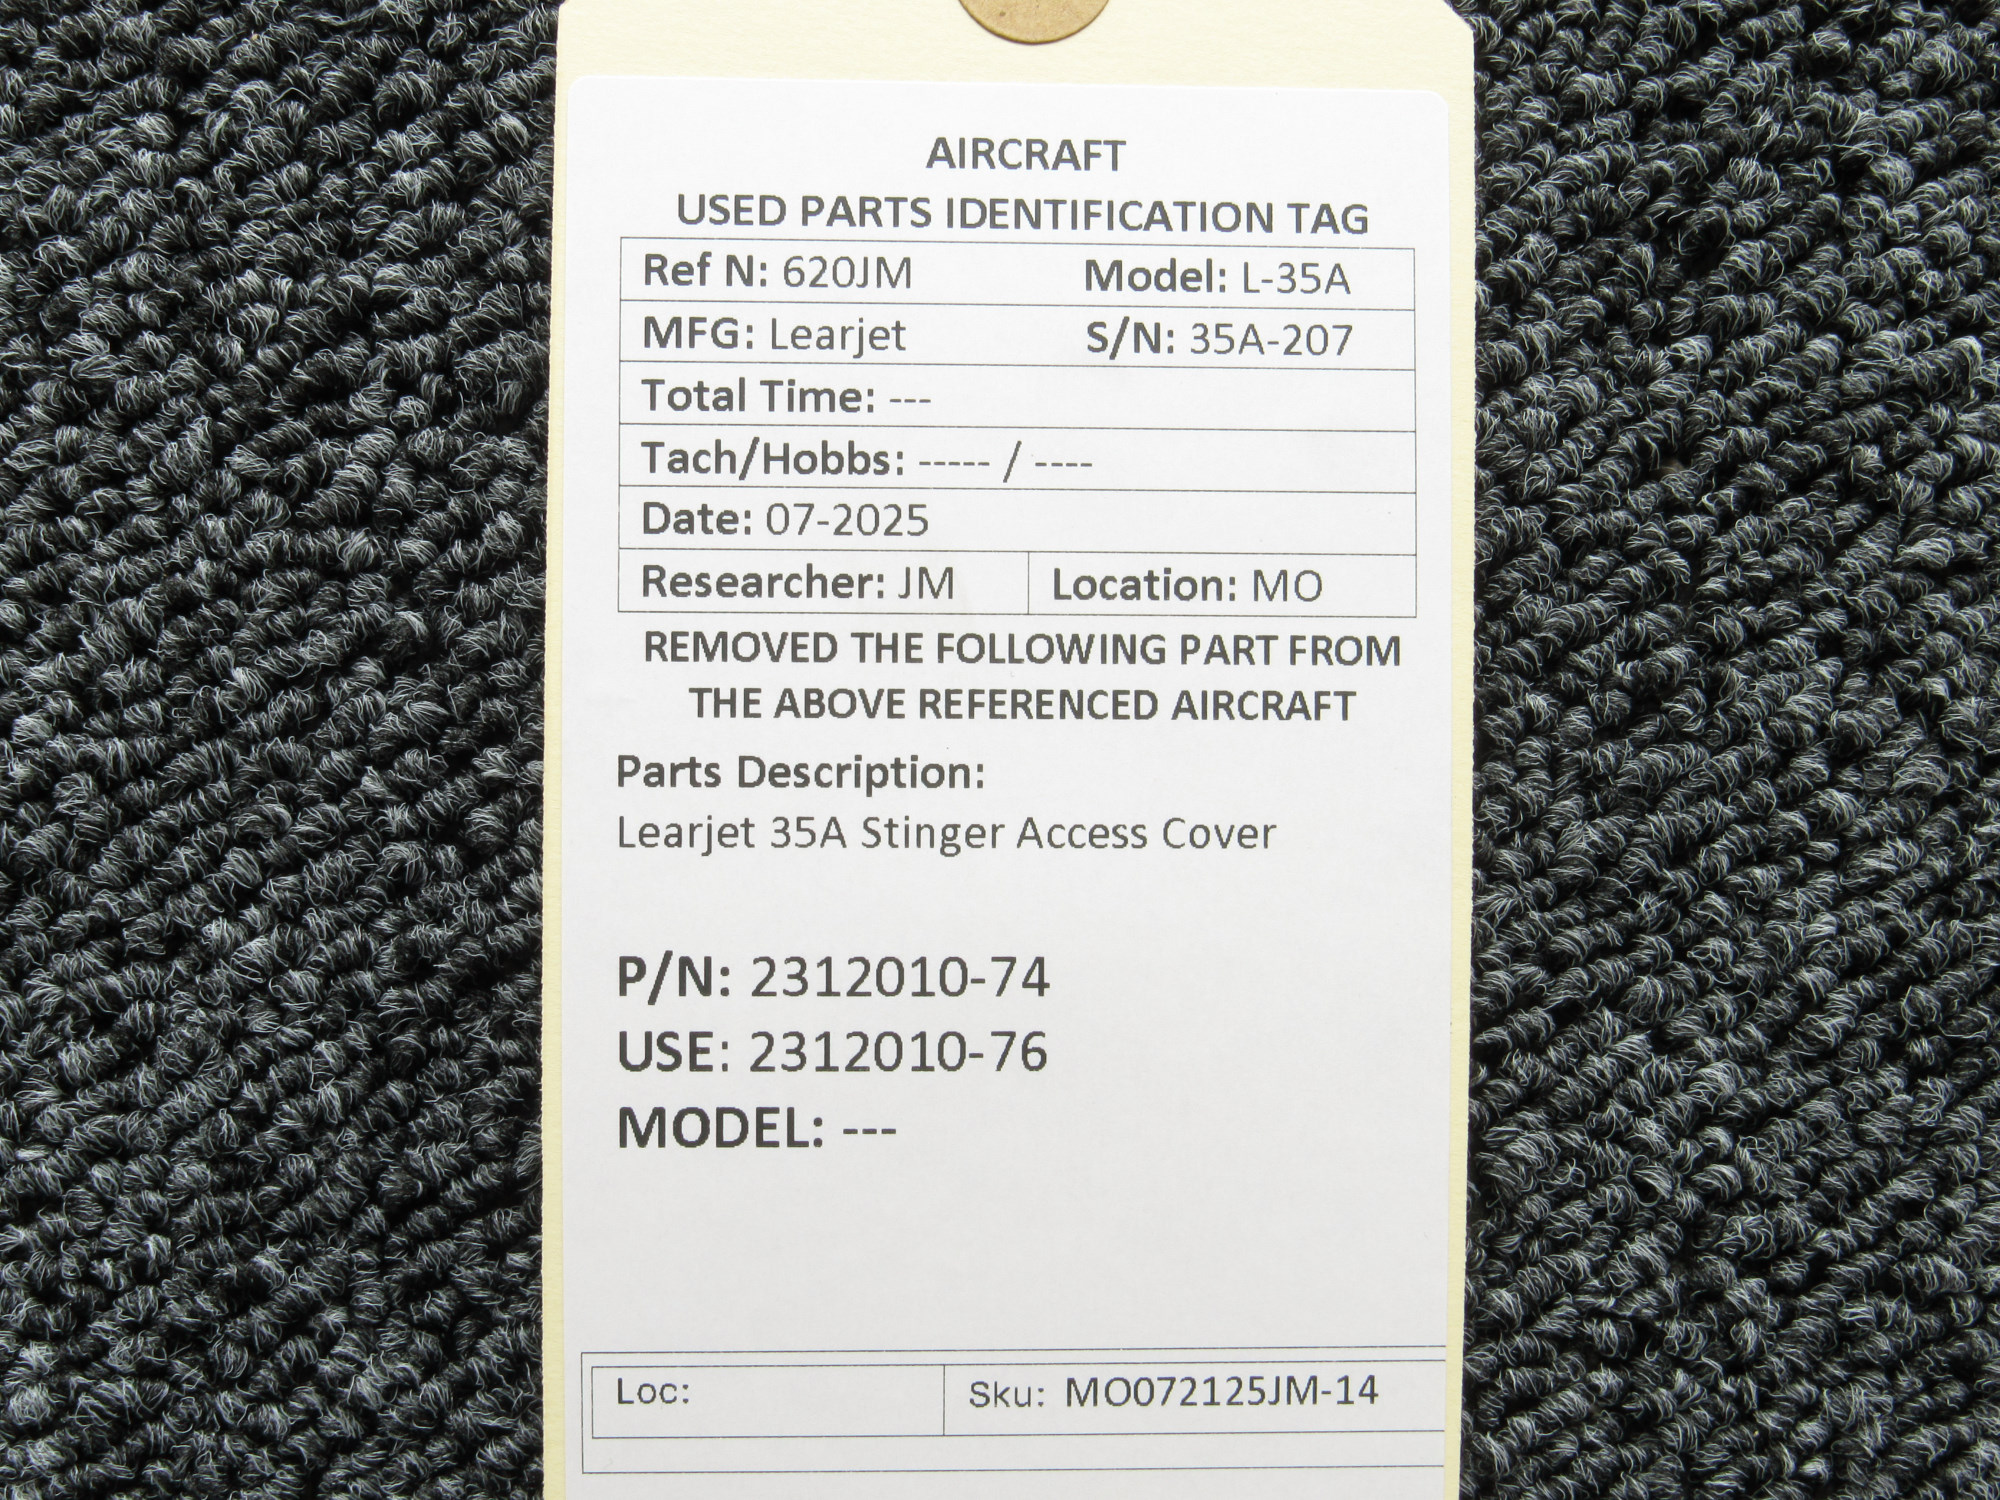 AIRCRAFT
USED PARTS IDENTIFICATION TAG
Ref N: 620JM Model: L-35A
MFG: Learjet S/N: 35A-207
Total Time: ---
Tach/Hobbs: ----- / ----
Date: 07-2025
Researcher: JM Location: MO
REMOVED THE FOLLOWING PART FROM
THE ABOVE REFERENCED AIRCRAFT
Parts Description:
Learjet 35A Stinger Access Cover
P/N: 2312010-74
USE: 2312010-76
MODEL: ---
Loc: Sku: MO072125JM-14